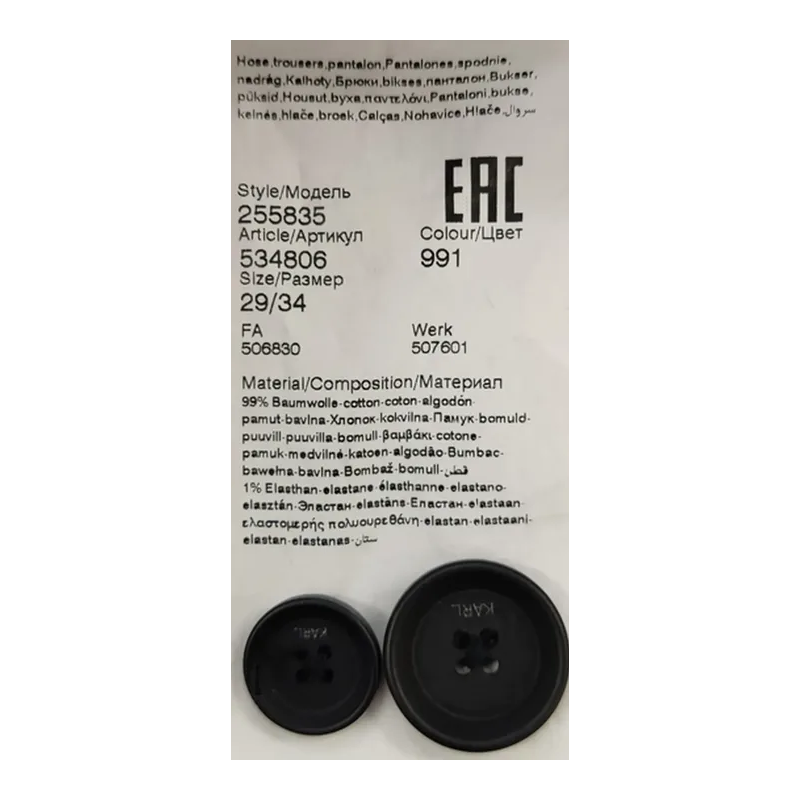 Hose,trousers,pantalon,Pantalones,spodnie,
nadrág,Kalhoty,Брюки,bikses,панталон,Bukser,
püksid,Housut,byxa,παντελόνι,Pantaloni,bukse,
kelnės,hlače,broek,Calças,Nohavice,Hlače,سروال
EAC
Style/Модель
255835
Article/Артикул
534806
Colour/Цвет
991
Size/Размер
29/34
FA
506830
Werk
507601
Material/Composition/Материал
99% Baumwolle-cotton-coton-algodón-
pamut-bavlna-Хлопок-kokvilna-Памук-bomuld-
puuvill-puuvilla-bomull-βαμβάκι-cotone-
pamuk-medvilnė-katoen-algodão-Bumbac-
bawełna-bavlna-Bombaž-bomull-قطن
1% Elasthan-elastane-élasthanne-elastano-
elasztán-Эластан-elastāns-Еластан-elastaan-
ελαστομερής πολυουρεθάνη-elastan-elastaani-
elastan-elastanas-ستان
KARL
KARL